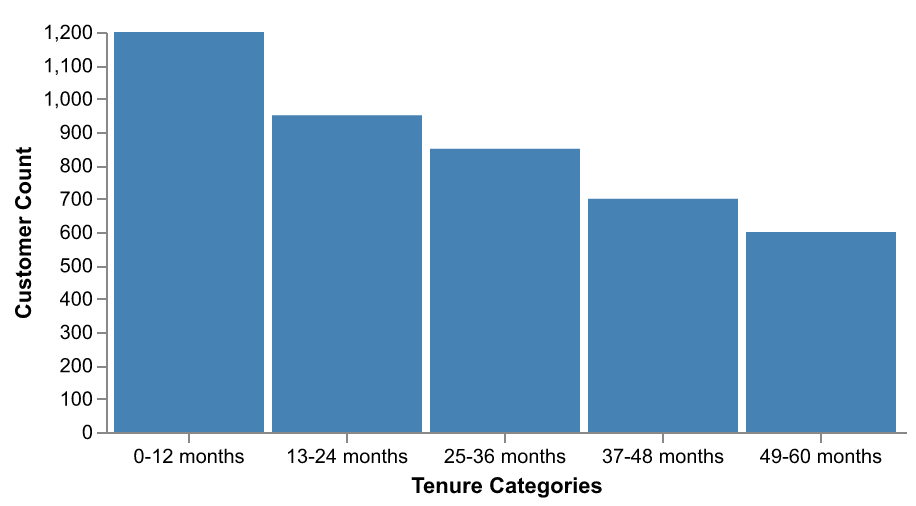 Customer Count
1,200
1,100
1,000
900
800
700
600
500
400
300
200
100
0
0-12 months
13-24 months
25-36 months
37-48 months
49-60 months
Tenure Categories